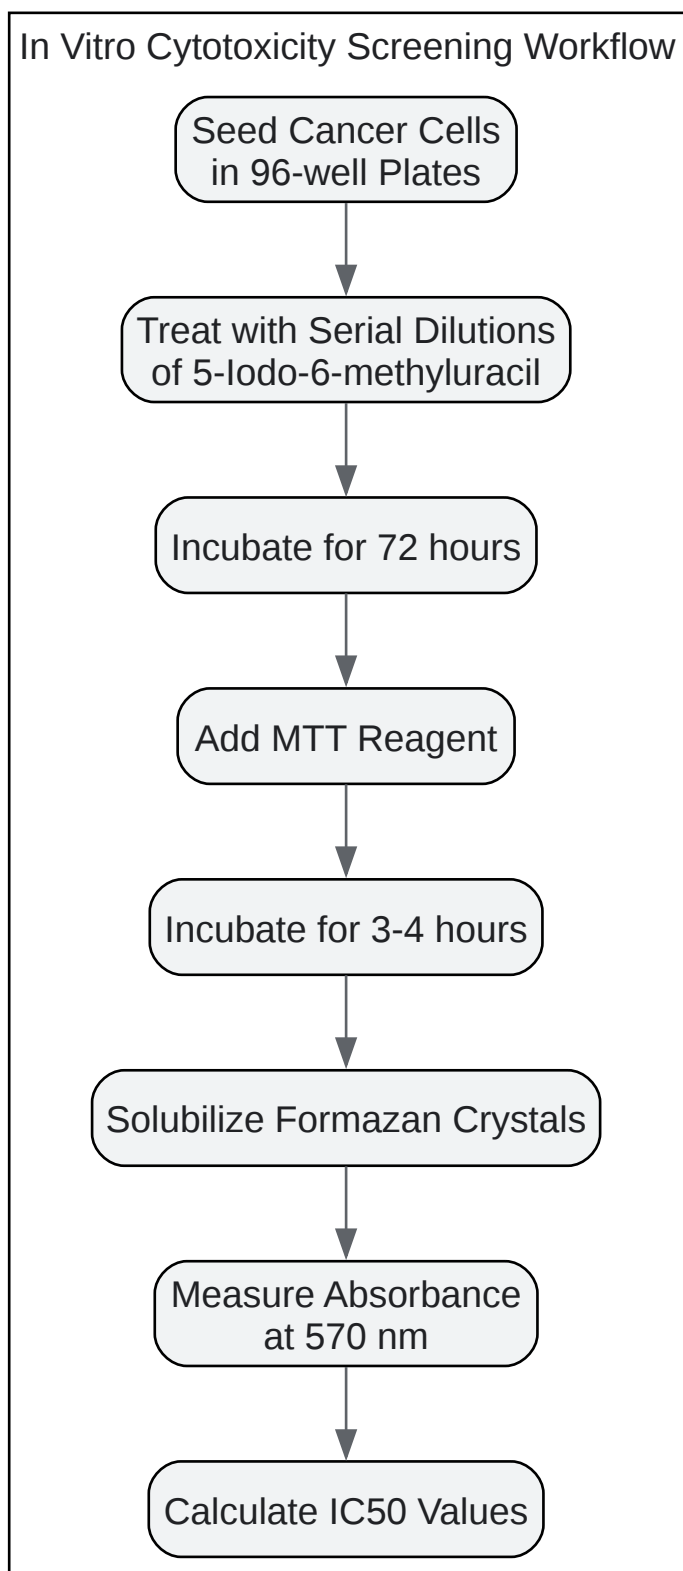 In Vitro Cytotoxicity Screening Workflow
Seed Cancer Cells
in 96-well Plates
Treat with Serial Dilutions
of 5-Iodo-6-methyluracil
Incubate for 72 hours
Add MTT Reagent
Incubate for 3-4 hours
Solubilize Formazan Crystals
Measure Absorbance
at 570 nm
Calculate IC50 Values